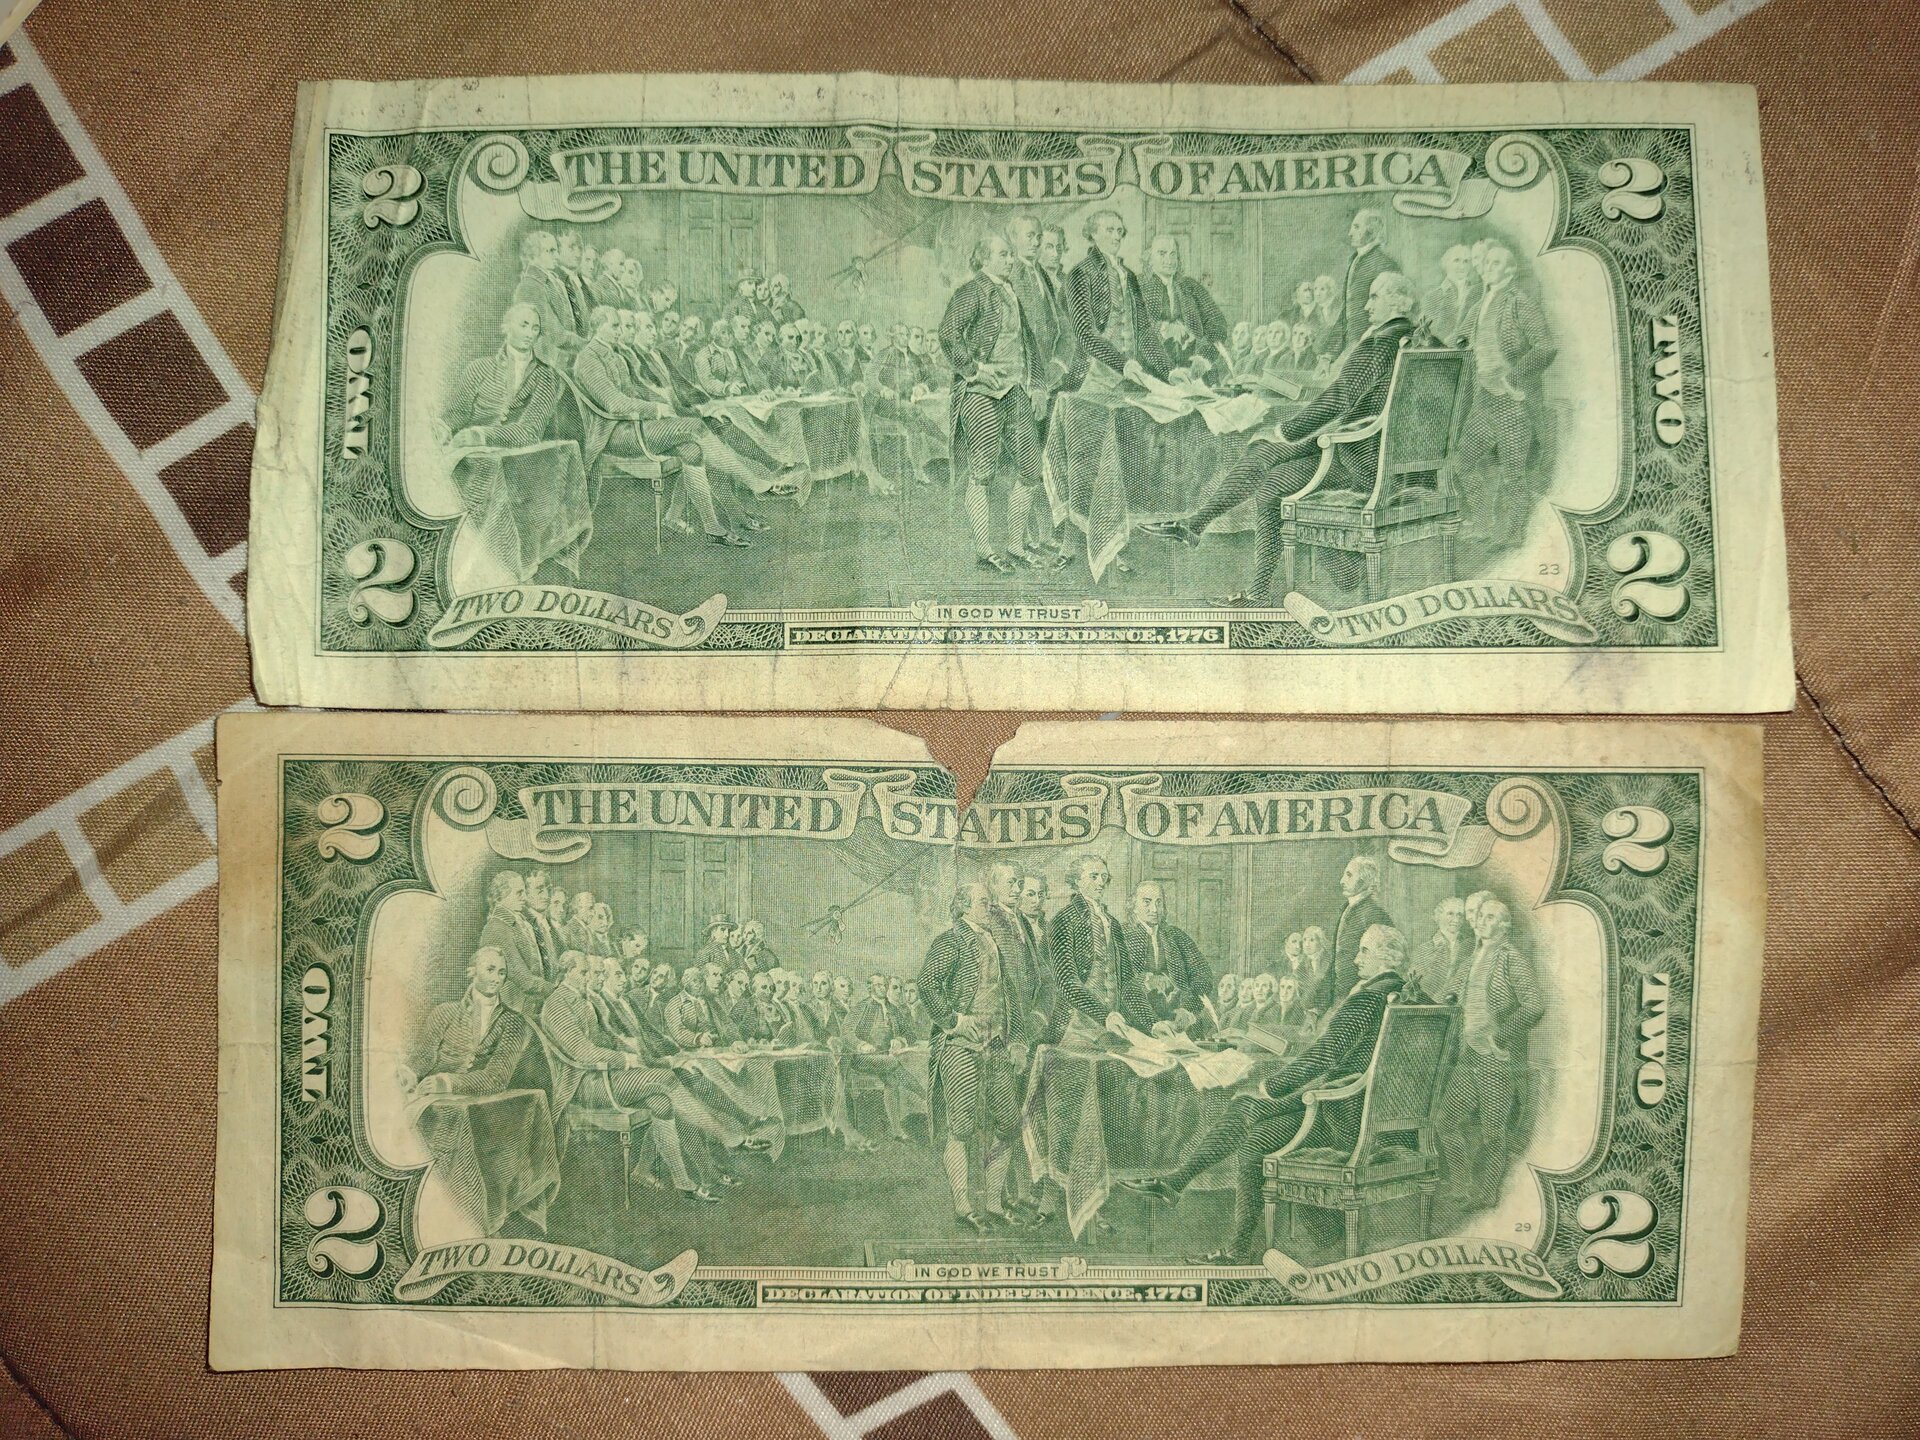 THE UNITED STATES OF AMERICA
2 2
TWO TWO
23
2 2
TWO DOLLARS IN GOD WE TRUST TWO DOLLARS
DECLARATION OF INDEPENDENCE, 1776
THE UNITED STATES OF AMERICA
2 2
TWO TWO
29
2 2
TWO DOLLARS IN GOD WE TRUST TWO DOLLARS
DECLARATION OF INDEPENDENCE, 1776